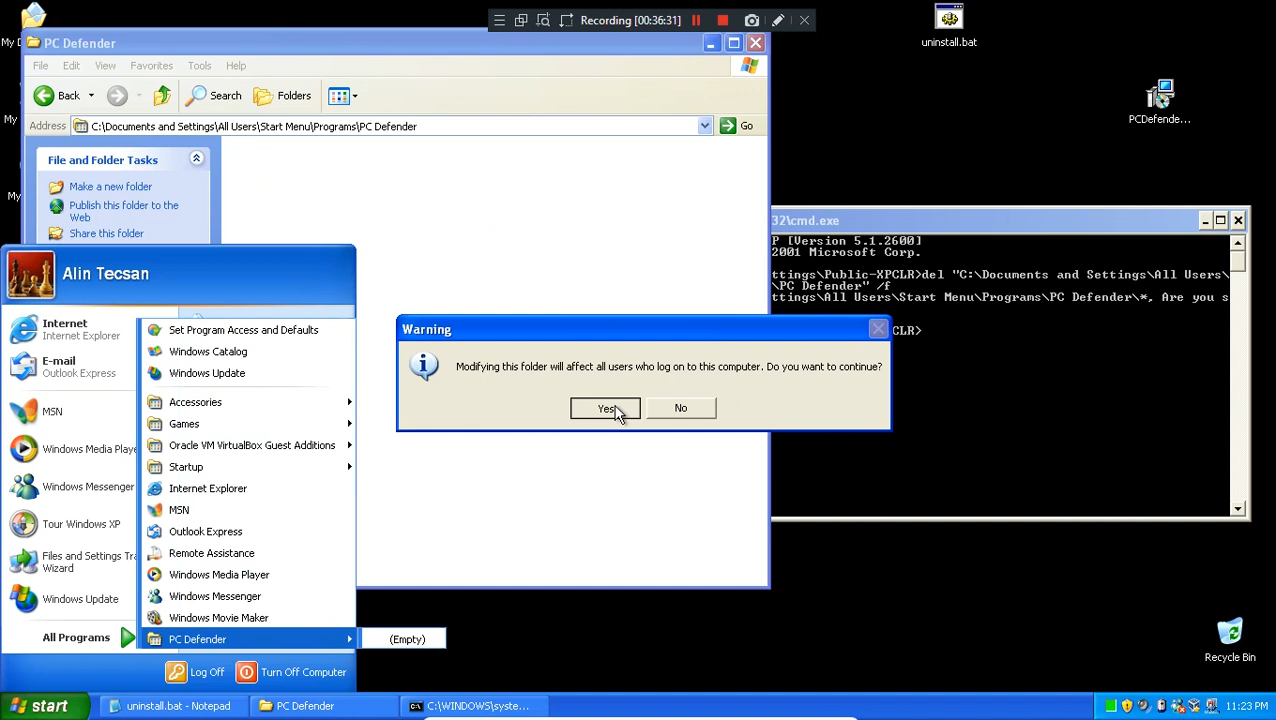 Recording [00:36:31]
uninstall.bat
PCDefende...
PC Defender
File Edit View Favorites Tools Help
Back Search Folders
Address C:\Documents and Settings\All Users\Start Menu\Programs\PC Defender Go
File and Folder Tasks
Make a new folder
Publish this folder to the
Web
Share this folder
32\cmd.exe
P [Version 5.1.2600]
2001 Microsoft Corp.
ttings\Public-XPCLR>del "C:\Documents and Settings\All Users\
\PC Defender" /f
ttings\All Users\Start Menu\Programs\PC Defender\*, Are you s
CLR>
Warning
Modifying this folder will affect all users who log on to this computer. Do you want to continue?
Yes No
Alin Tecsan
Internet
Internet Explorer
E-mail
Outlook Express
MSN
Windows Media Playe
Windows Messenger
Tour Windows XP
Files and Settings Tra
Wizard
Windows Update
All Programs
Set Program Access and Defaults
Windows Catalog
Windows Update
Accessories
Games
Oracle VM VirtualBox Guest Additions
Startup
Internet Explorer
MSN
Outlook Express
Remote Assistance
Windows Media Player
Windows Messenger
Windows Movie Maker
PC Defender
(Empty)
Log Off Turn Off Computer
Recycle Bin
start uninstall.bat - Notepad PC Defender C:\WINDOWS\syste... 11:23 PM